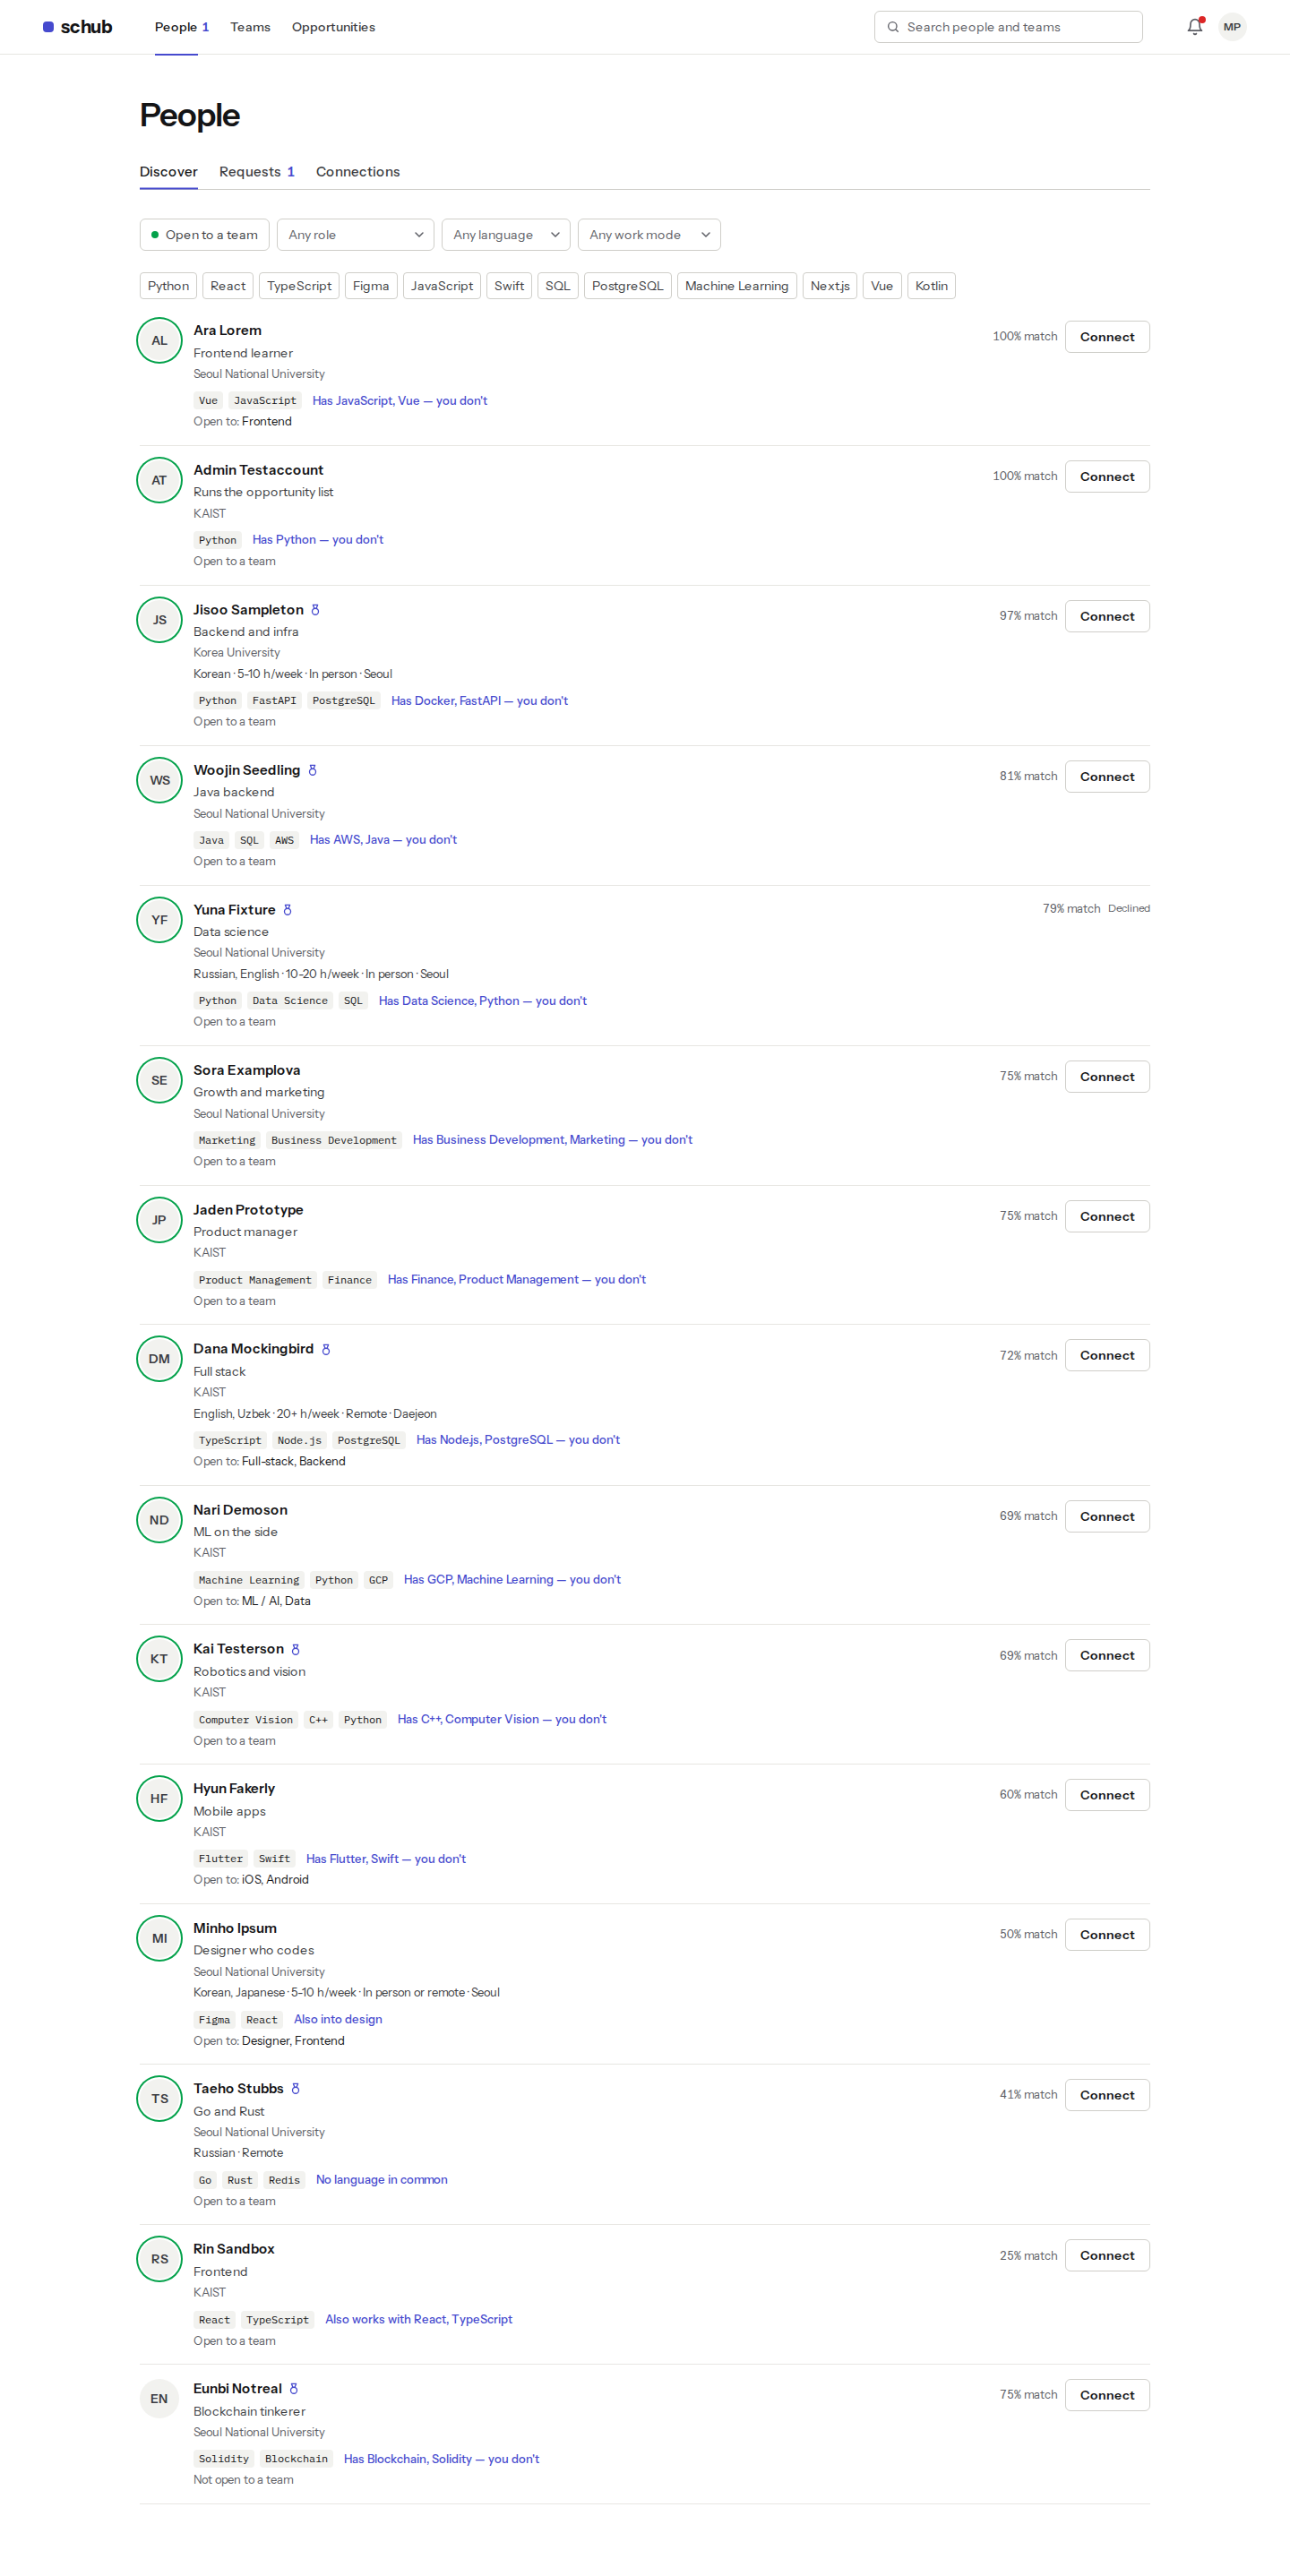 schub People 1 Teams Opportunities Search people and teams MP
People
Discover Requests 1 Connections
Open to a team Any role Any language Any work mode
Python React TypeScript Figma JavaScript Swift SQL PostgreSQL Machine Learning Next.js Vue Kotlin
AL Ara Lorem 100% match Connect
Frontend learner
Seoul National University
Vue JavaScript Has JavaScript, Vue — you don't
Open to: Frontend
AT Admin Testaccount 100% match Connect
Runs the opportunity list
KAIST
Python Has Python — you don't
Open to a team
JS Jisoo Sampleton 97% match Connect
Backend and infra
Korea University
Korean · 5-10 h/week · In person · Seoul
Python FastAPI PostgreSQL Has Docker, FastAPI — you don't
Open to a team
WS Woojin Seedling 81% match Connect
Java backend
Seoul National University
Java SQL AWS Has AWS, Java — you don't
Open to a team
YF Yuna Fixture 79% match Declined
Data science
Seoul National University
Russian, English · 10-20 h/week · In person · Seoul
Python Data Science SQL Has Data Science, Python — you don't
Open to a team
SE Sora Examplova 75% match Connect
Growth and marketing
Seoul National University
Marketing Business Development Has Business Development, Marketing — you don't
Open to a team
JP Jaden Prototype 75% match Connect
Product manager
KAIST
Product Management Finance Has Finance, Product Management — you don't
Open to a team
DM Dana Mockingbird 72% match Connect
Full stack
KAIST
English, Uzbek · 20+ h/week · Remote · Daejeon
TypeScript Node.js PostgreSQL Has Node.js, PostgreSQL — you don't
Open to: Full-stack, Backend
ND Nari Demoson 69% match Connect
ML on the side
KAIST
Machine Learning Python GCP Has GCP, Machine Learning — you don't
Open to: ML / AI, Data
KT Kai Testerson 69% match Connect
Robotics and vision
KAIST
Computer Vision C++ Python Has C++, Computer Vision — you don't
Open to a team
HF Hyun Fakerly 60% match Connect
Mobile apps
KAIST
Flutter Swift Has Flutter, Swift — you don't
Open to: iOS, Android
MI Minho Ipsum 50% match Connect
Designer who codes
Seoul National University
Korean, Japanese · 5-10 h/week · In person or remote · Seoul
Figma React Also into design
Open to: Designer, Frontend
TS Taeho Stubbs 41% match Connect
Go and Rust
Seoul National University
Russian · Remote
Go Rust Redis No language in common
Open to a team
RS Rin Sandbox 25% match Connect
Frontend
KAIST
React TypeScript Also works with React, TypeScript
Open to a team
EN Eunbi Notreal 75% match Connect
Blockchain tinkerer
Seoul National University
Solidity Blockchain Has Blockchain, Solidity — you don't
Not open to a team